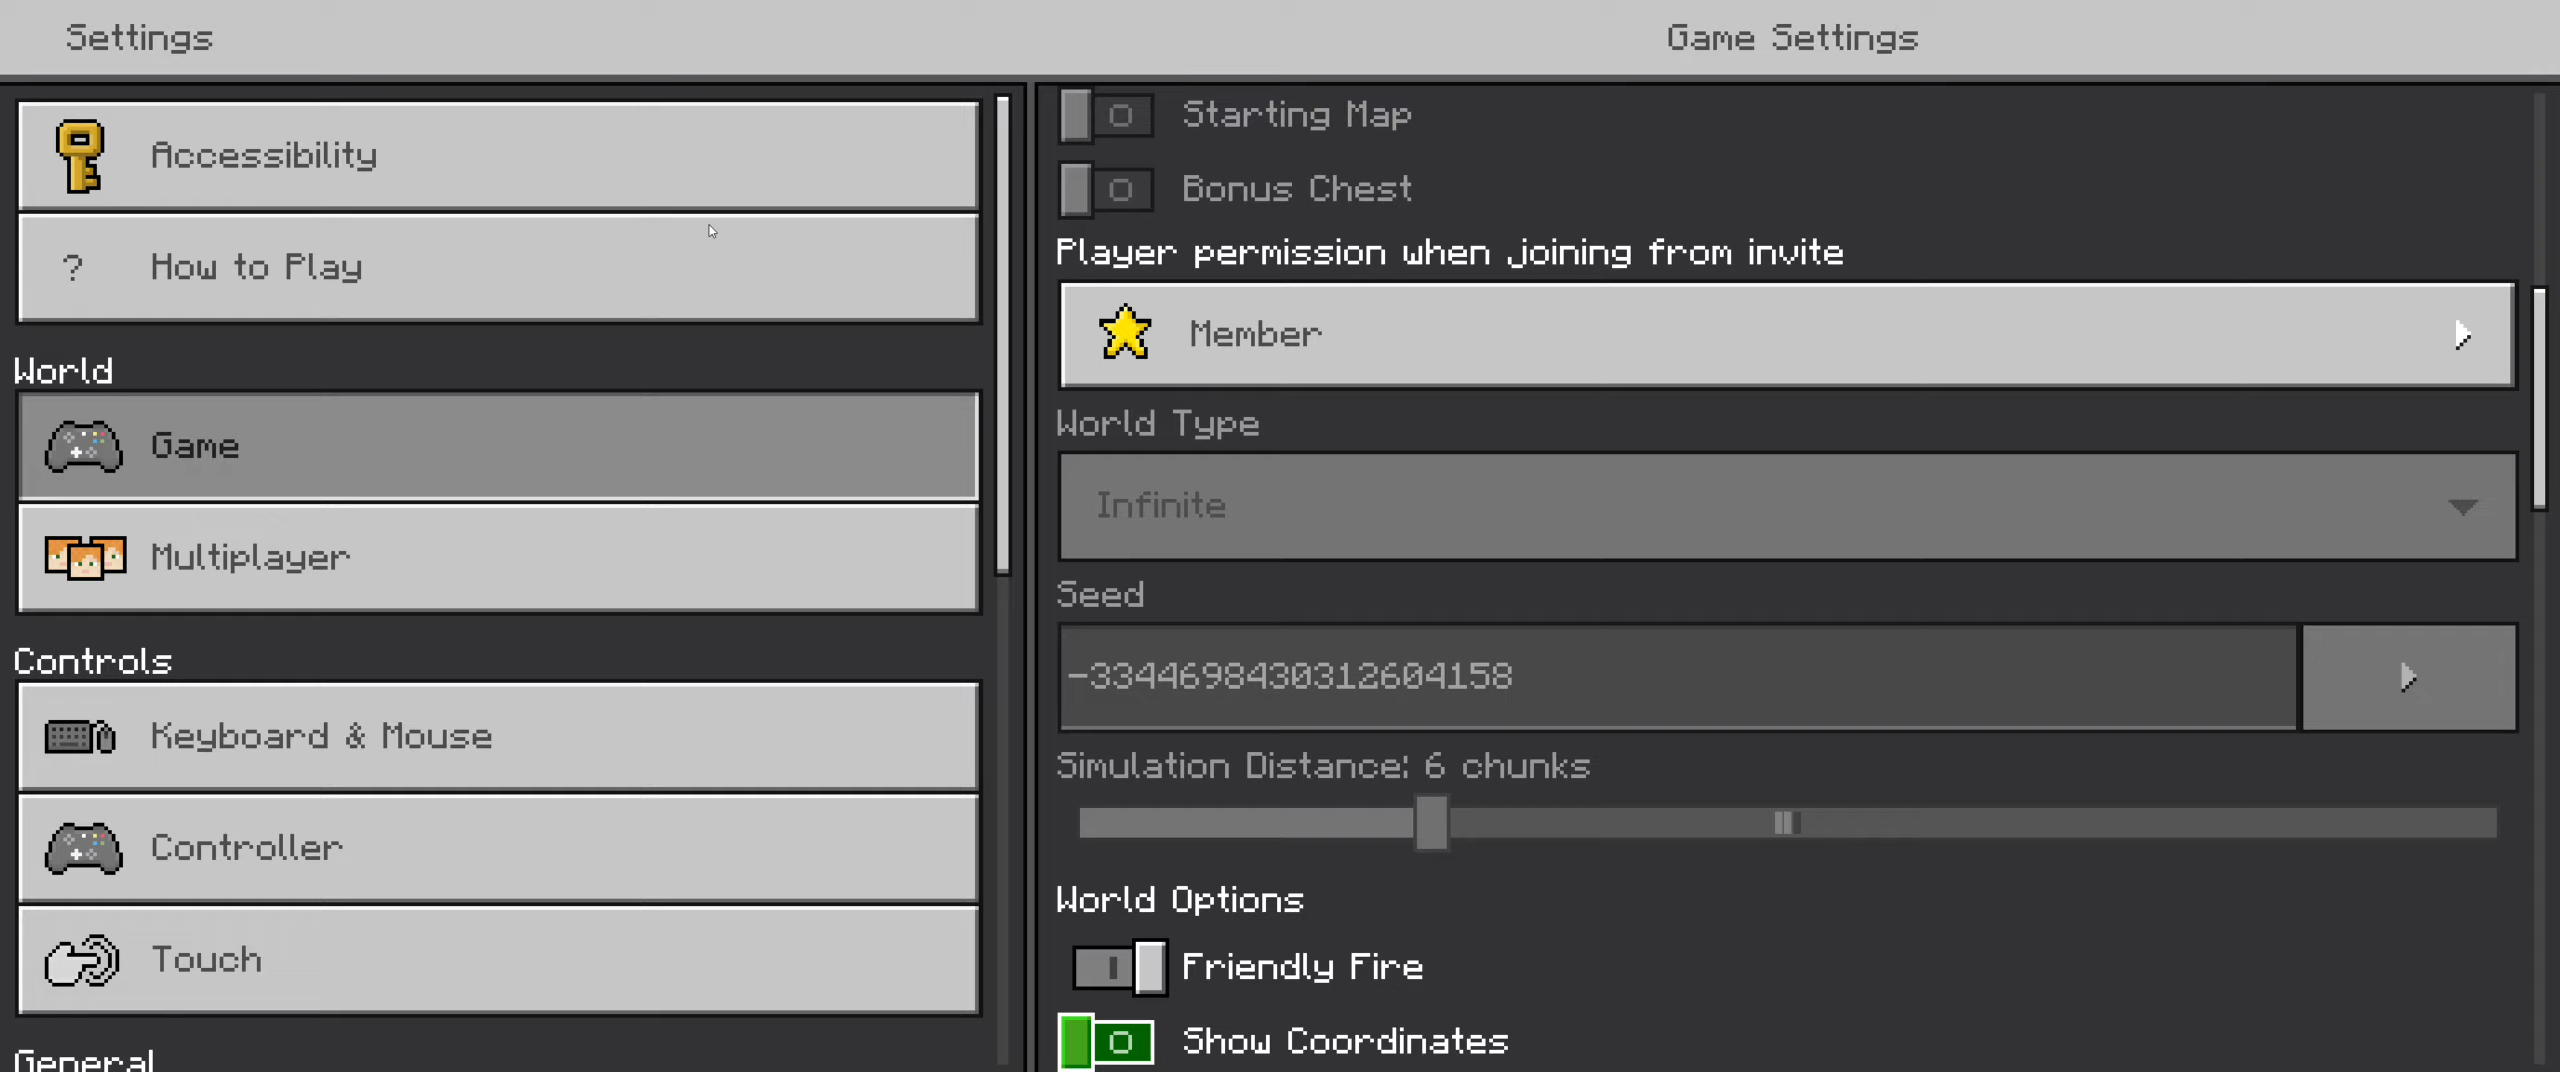 Settings
Game Settings
Accessibility
? How to Play
World
Game
Multiplayer
Controls
Keyboard & Mouse
Controller
Touch
General
Starting Map
Bonus Chest
Player permission when joining from invite
Member
World Type
Infinite
Seed
-3344698430312604158
Simulation Distance: 6 chunks
World Options
Friendly Fire
Show Coordinates